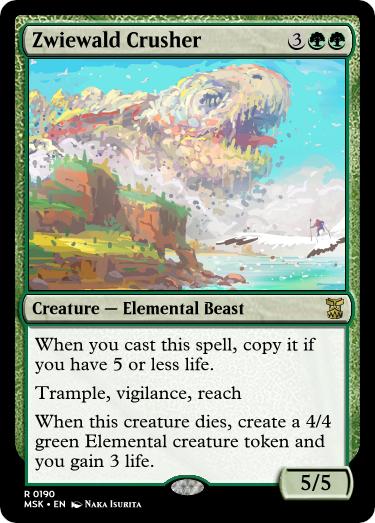 Zwiewald Crusher 3
Creature — Elemental Beast
When you cast this spell, copy it if
you have 5 or less life.
Trample, vigilance, reach
When this creature dies, create a 4/4
green Elemental creature token and
you gain 3 life.
5/5
R 0190
MSK • EN Naka Isurita